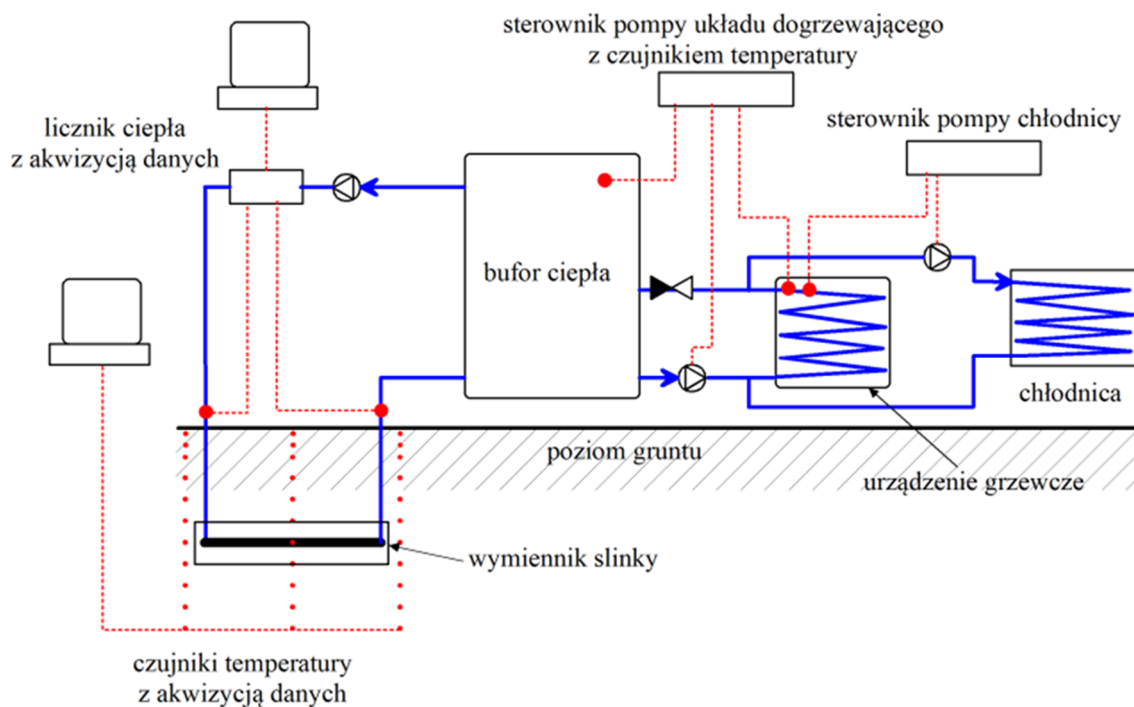 sterownik pompy układu dogrzewającego
z czujnikiem temperatury
sterownik pompy chłodnicy
licznik ciepła
z akwizycją danych
bufor ciepła
chłodnica
poziom gruntu
urządzenie grzewcze
wymiennik slinky
czujniki temperatury
z akwizycją danych